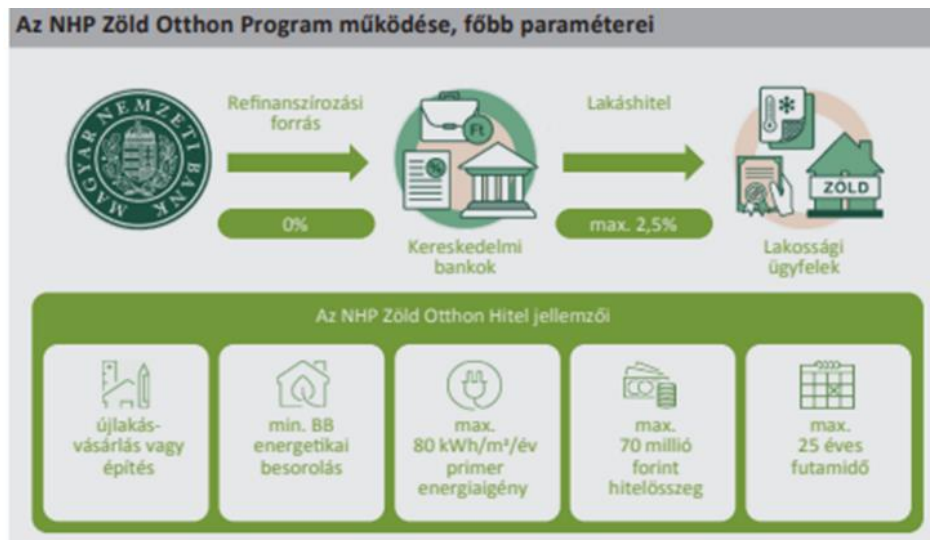 Az NHP Zöld Otthon Program működése, főbb paraméterei
MAGYAR NEMZETI BANK
Refinanszírozási
forrás
0%
Ft
Kereskedelmi
bankok
Lakáshitel
max. 2,5%
ZÖLD
Lakossági
ügyfelek
Az NHP Zöld Otthon Hitel jellemzői
újlakás-
vásárlás vagy
építés
min. BB
energetikai
besorolás
max.
80 kWh/m²/év
primer
energiaigény
max.
70 millió
forint
hitelösszeg
max.
25 éves
futamidő